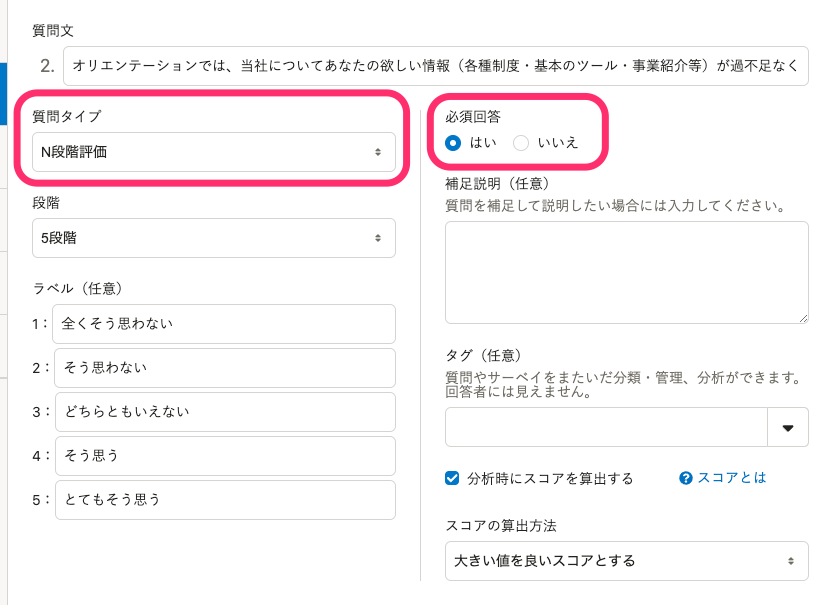 質問文
2. オリエンテーションでは、当社についてあなたの欲しい情報（各種制度・基本のツール・事業紹介等）が過不足なく
質問タイプ
N段階評価
段階
5段階
ラベル（任意）
1： 全くそう思わない
2： そう思わない
3： どちらともいえない
4： そう思う
5： とてもそう思う
必須回答
はい いいえ
補足説明（任意）
質問を補足して説明したい場合には入力してください。
タグ（任意）
質問やサーベイをまたいだ分類・管理、分析ができます。
回答者には見えません。
分析時にスコアを算出する ? スコアとは
スコアの算出方法
大きい値を良いスコアとする